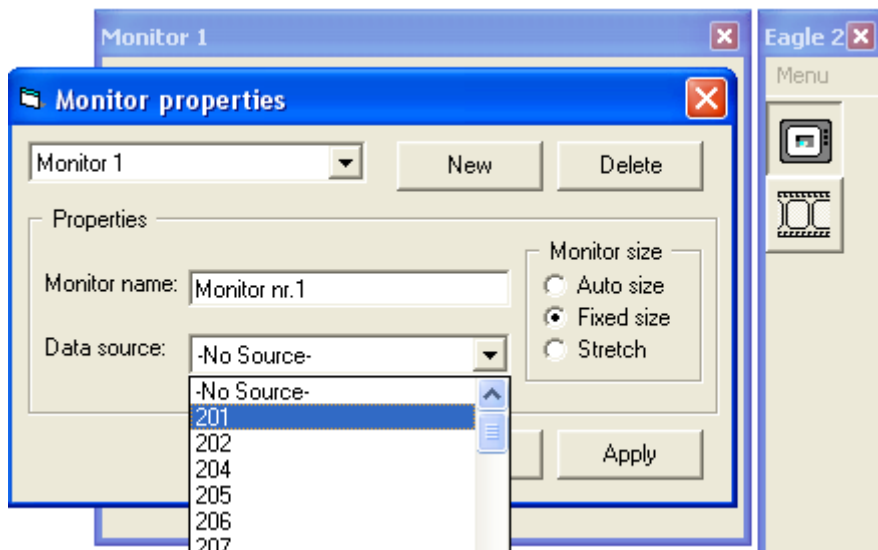 Monitor 1
Eagle 2
Menu
Monitor properties
Monitor 1
New
Delete
Properties
Monitor name:
Monitor nr.1
Data source:
-No Source-
Monitor size
Auto size
Fixed size
Stretch
-No Source-
201
202
204
205
206
207
Apply